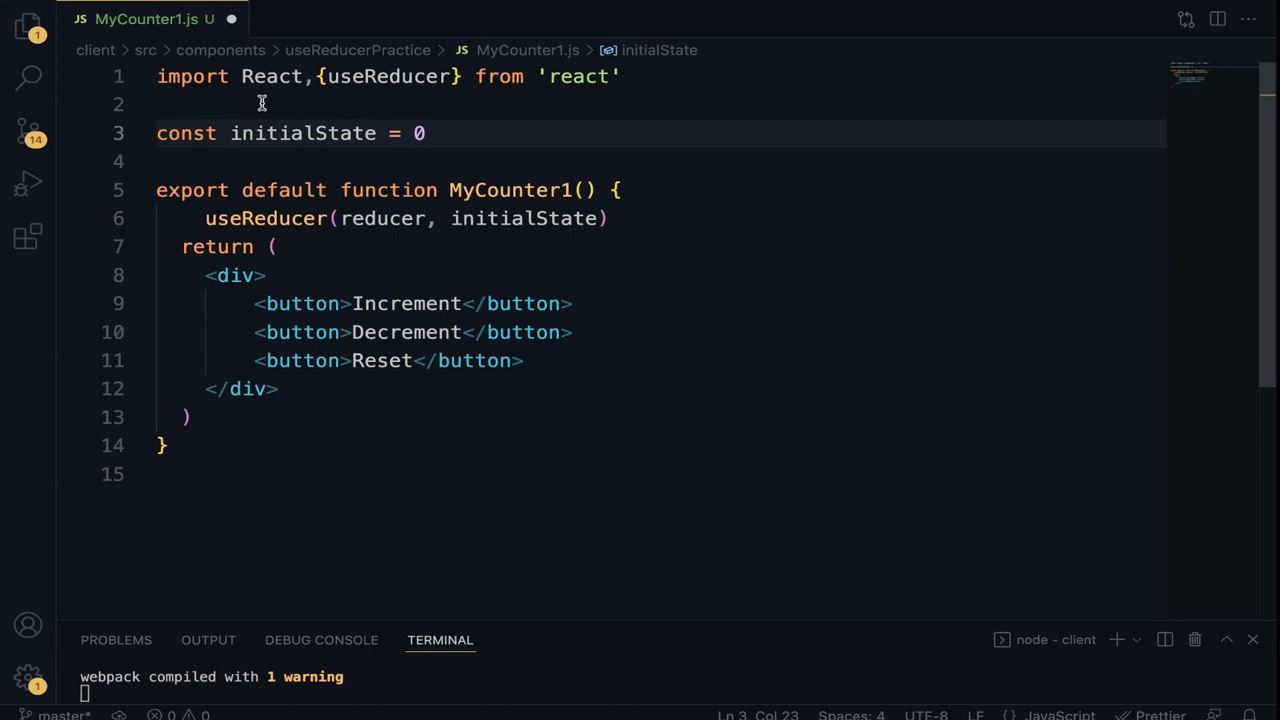 JS MyCounter1.js U
client > src > components > useReducerPractice > JS MyCounter1.js > initialState
1 import React,{useReducer} from 'react'
2
3 const initialState = 0
4
5 export default function MyCounter1() {
6 useReducer(reducer, initialState)
7 return (
8 <div>
9 <button>Increment</button>
10 <button>Decrement</button>
11 <button>Reset</button>
12 </div>
13 )
14 }
15
1
14
1
PROBLEMS OUTPUT DEBUG CONSOLE TERMINAL node - client
webpack compiled with 1 warning
master* 0 0 Ln 3, Col 23 Spaces: 4 UTF-8 LF {} JavaScript Prettier